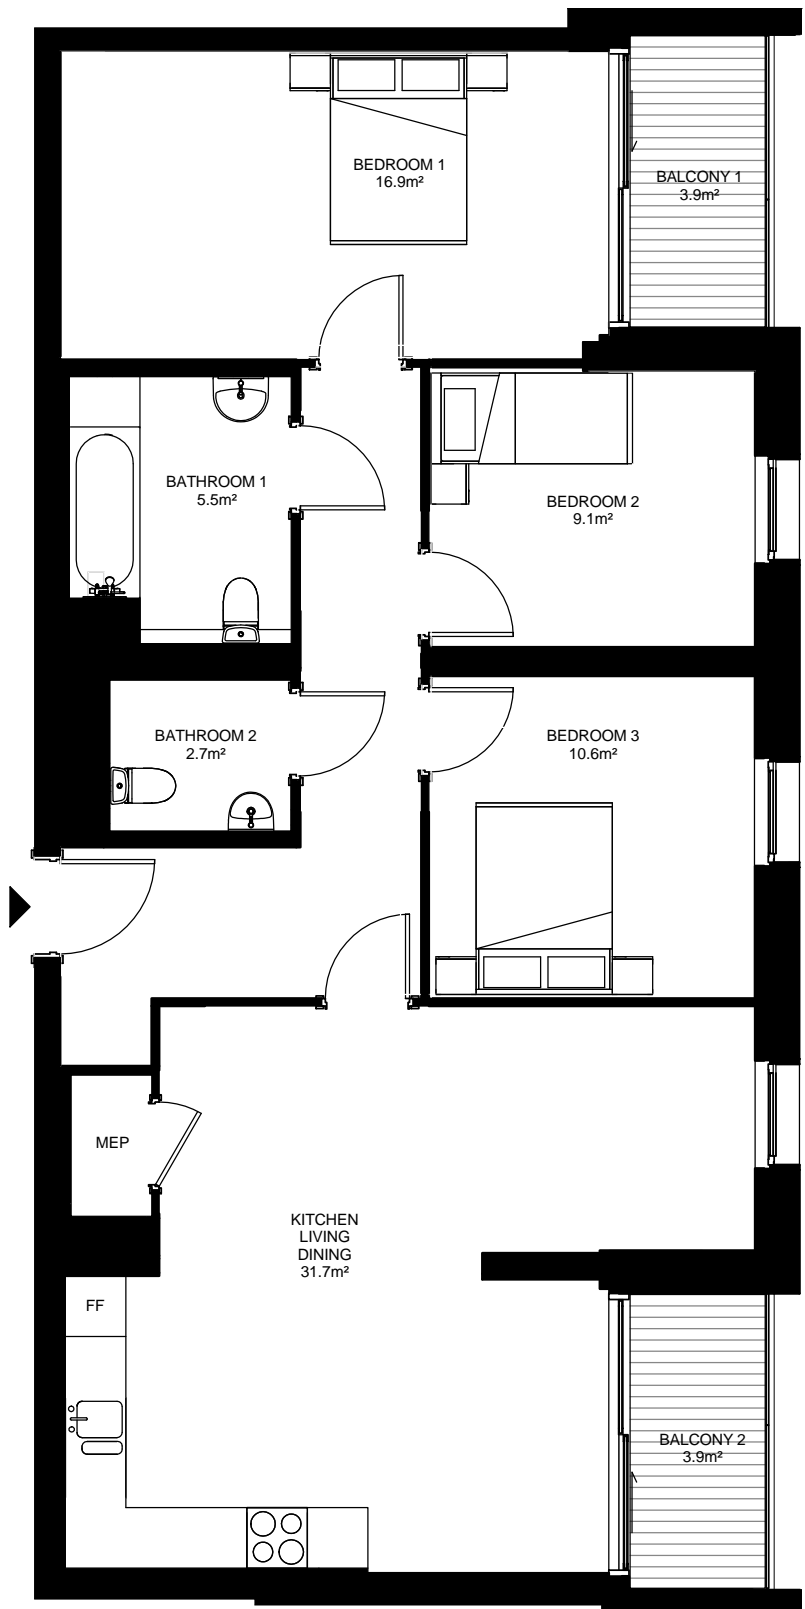 BEDROOM 1
16.9m²
BALCONY 1
3.9m²
BATHROOM 1
5.5m²
BEDROOM 2
9.1m²
BATHROOM 2
2.7m²
BEDROOM 3
10.6m²
MEP
KITCHEN
LIVING
DINING
31.7m²
FF
BALCONY 2
3.9m²